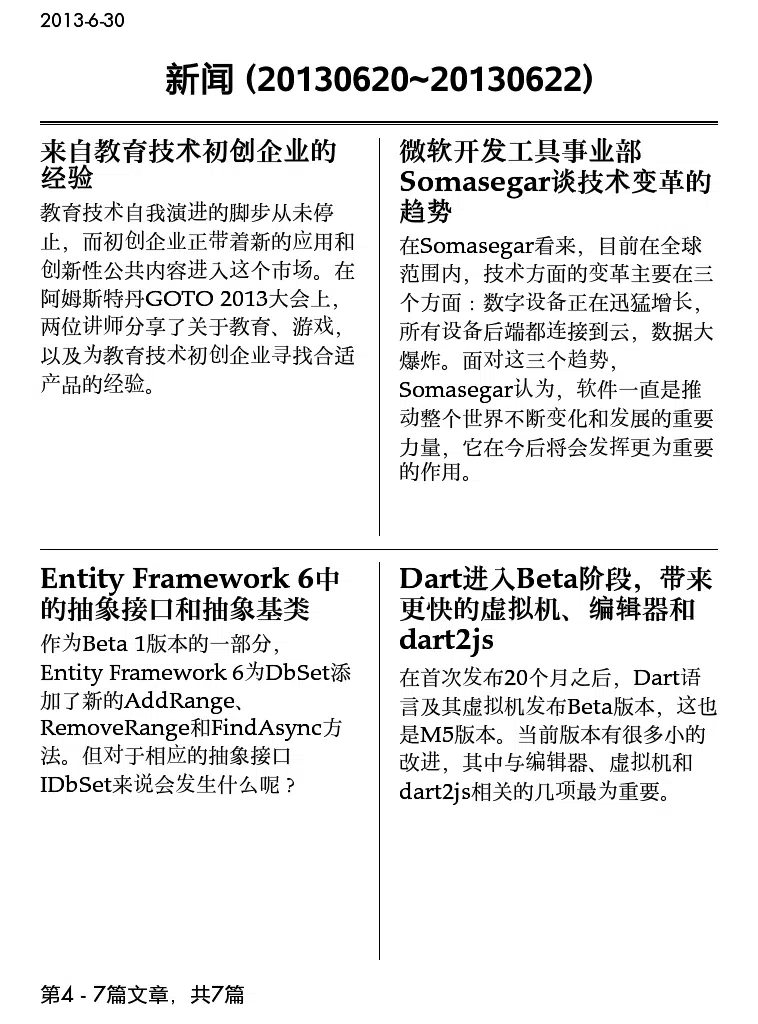 2013-6-30
新闻 (20130620~20130622)
来自教育技术初创企业的
经验
教育技术自我演进的脚步从未停
止，而初创企业正带着新的应用和
创新性公共内容进入这个市场。在
阿姆斯特丹GOTO 2013大会上，
两位讲师分享了关于教育、游戏，
以及为教育技术初创企业寻找合适
产品的经验。
微软开发工具事业部
Somasegar谈技术变革的
趋势
在Somasegar看来，目前在全球
范围内，技术方面的变革主要在三
个方面：数字设备正在迅猛增长，
所有设备后端都连接到云，数据大
爆炸。面对这三个趋势，
Somasegar认为，软件一直是推
动整个世界不断变化和发展的重要
力量，它在今后将会发挥更为重要
的作用。
Entity Framework 6中
的抽象接口和抽象基类
作为Beta 1版本的一部分，
Entity Framework 6为DbSet添
加了新的AddRange、
RemoveRange和FindAsync方
法。但对于相应的抽象接口
IDbSet来说会发生什么呢？
Dart进入Beta阶段，带来
更快的虚拟机、编辑器和
dart2js
在首次发布20个月之后，Dart语
言及其虚拟机发布Beta版本，这也
是M5版本。当前版本有很多小的
改进，其中与编辑器、虚拟机和
dart2js相关的几项最为重要。
第4 - 7篇文章，共7篇